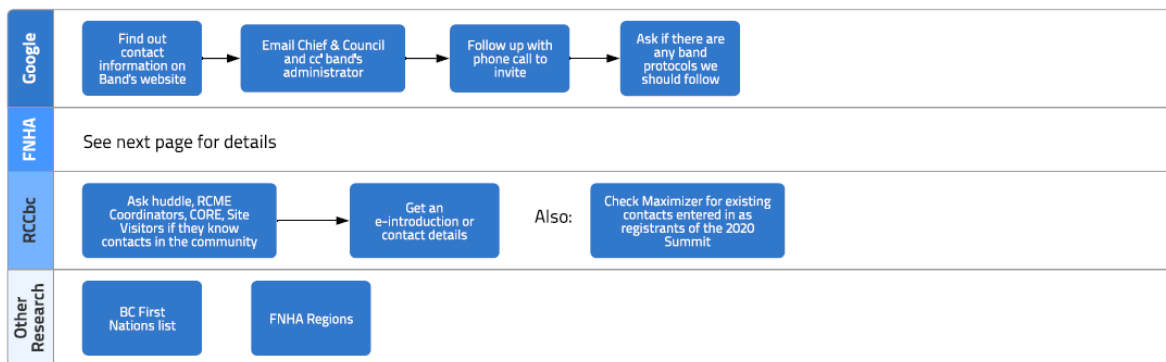 Google
Find out
contact
information on
Band's website
Email Chief & Council
and cc' band's
administrator
Follow up with
phone call to
invite
Ask if there are
any band
protocols we
should follow
FNHA
See next page for details
RCCbc
Ask huddle, RCME
Coordinators, CORE, Site
Visitors if they know
contacts in the community
Get an
e-introduction or
contact details
Also:
Check Maximizer for existing
contacts entered in as
registrants of the 2020
Summit
Other
Research
BC First
Nations list
FNHA Regions